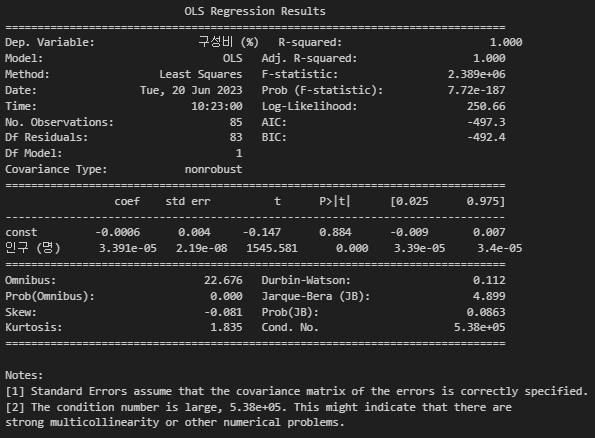 OLS Regression Results
==============================================================================
Dep. Variable: 구성비 (%) R-squared: 1.000
Model: OLS Adj. R-squared: 1.000
Method: Least Squares F-statistic: 2.389e+06
Date: Tue, 20 Jun 2023 Prob (F-statistic): 7.72e-187
Time: 10:23:00 Log-Likelihood: 250.66
No. Observations: 85 AIC: -497.3
Df Residuals: 83 BIC: -492.4
Df Model: 1
Covariance Type: nonrobust
==============================================================================
coef std err t P>|t| [0.025 0.975]
------------------------------------------------------------------------------
const -0.0006 0.004 -0.147 0.884 -0.009 0.007
인구 (명) 3.391e-05 2.19e-08 1545.581 0.000 3.39e-05 3.4e-05
==============================================================================
Omnibus: 22.676 Durbin-Watson: 0.112
Prob(Omnibus): 0.000 Jarque-Bera (JB): 4.899
Skew: -0.081 Prob(JB): 0.0863
Kurtosis: 1.835 Cond. No. 5.38e+05
==============================================================================
Notes:
[1] Standard Errors assume that the covariance matrix of the errors is correctly specified.
[2] The condition number is large, 5.38e+05. This might indicate that there are
strong multicollinearity or other numerical problems.